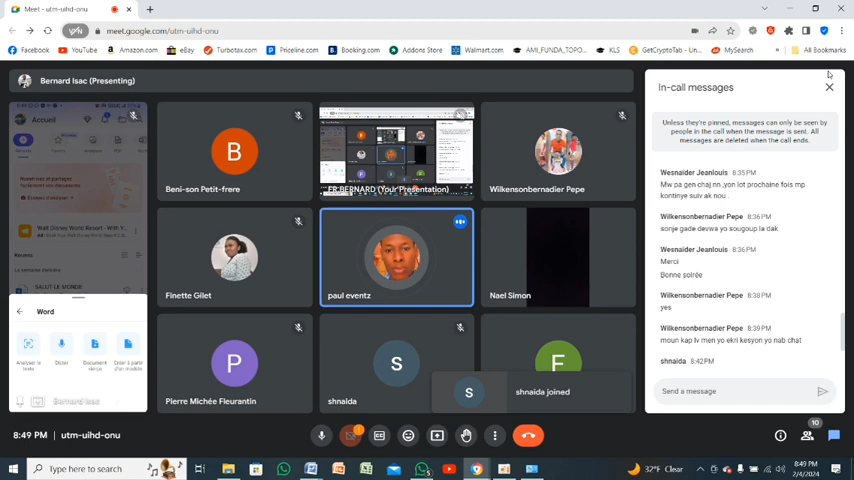 Meet - utm-uihd-onu
meet.google.com/utm-uihd-onu
Facebook
YouTube
Amazon.com
eBay
Turbotax.com
Priceline.com
Booking.com
Addons Store
Walmart.com
AMI_FUNDA_TOPO...
KLS
GetCryptoTab - Un...
MySearch
All Bookmarks
Bernard Isac (Presenting)
Accueil
Walt Disney World Resort - With Y...
Récents
La semaine dernière
SALUT LE MONDE
Word
Analyser le texte
Dicter
Document vierge
Créer à partir d'un modèle
Bernard Isac
B
Beni-son Petit-frere
FR.BERNARD (Your Presentation)
Wilkensonbernadier Pepe
Finette Gilet
paul eventz
Nael Simon
P
Pierre Michée Fleurantin
S
shnaida
F
S
shnaida joined
In-call messages
Unless they're pinned, messages can only be seen by
people in the call when the message is sent. All
messages are deleted when the call ends.
Wesnaider Jeanlouis 8:35 PM
Mw pa gen chaj nv ,yon lot prochaine fois mp
kontinye suiv ak nou .
Wilkensonbernadier Pepe 8:36 PM
sonje gade devwa yo sougoup la dak
Wesnaider Jeanlouis 8:36 PM
Merci
Bonne soirée
Wilkensonbernadier Pepe 8:38 PM
yes
Wilkensonbernadier Pepe 8:39 PM
moun kap lv men yo ekri kesyon yo nab chat
shnaida 8:42 PM
Send a message
8:49 PM
utm-uihd-onu
10
Type here to search
32°F Clear
8:49 PM
2/4/2024